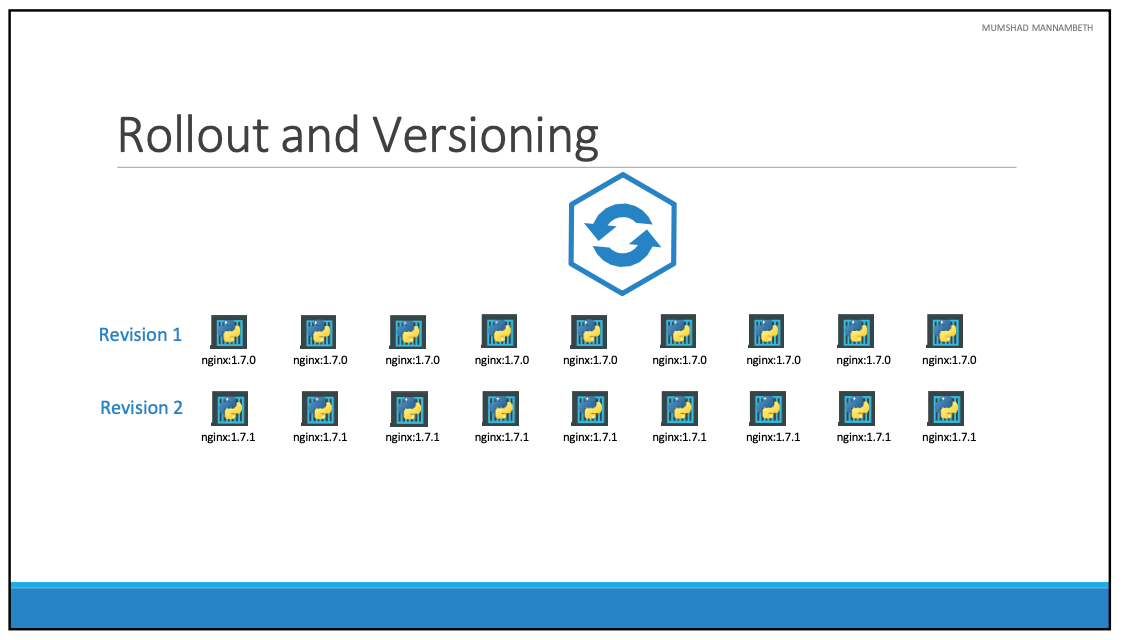 MUMSHAD MANNAMBETH
Rollout and Versioning
Revision 1
nginx:1.7.0 nginx:1.7.0 nginx:1.7.0 nginx:1.7.0 nginx:1.7.0 nginx:1.7.0 nginx:1.7.0 nginx:1.7.0 nginx:1.7.0
Revision 2
nginx:1.7.1 nginx:1.7.1 nginx:1.7.1 nginx:1.7.1 nginx:1.7.1 nginx:1.7.1 nginx:1.7.1 nginx:1.7.1 nginx:1.7.1